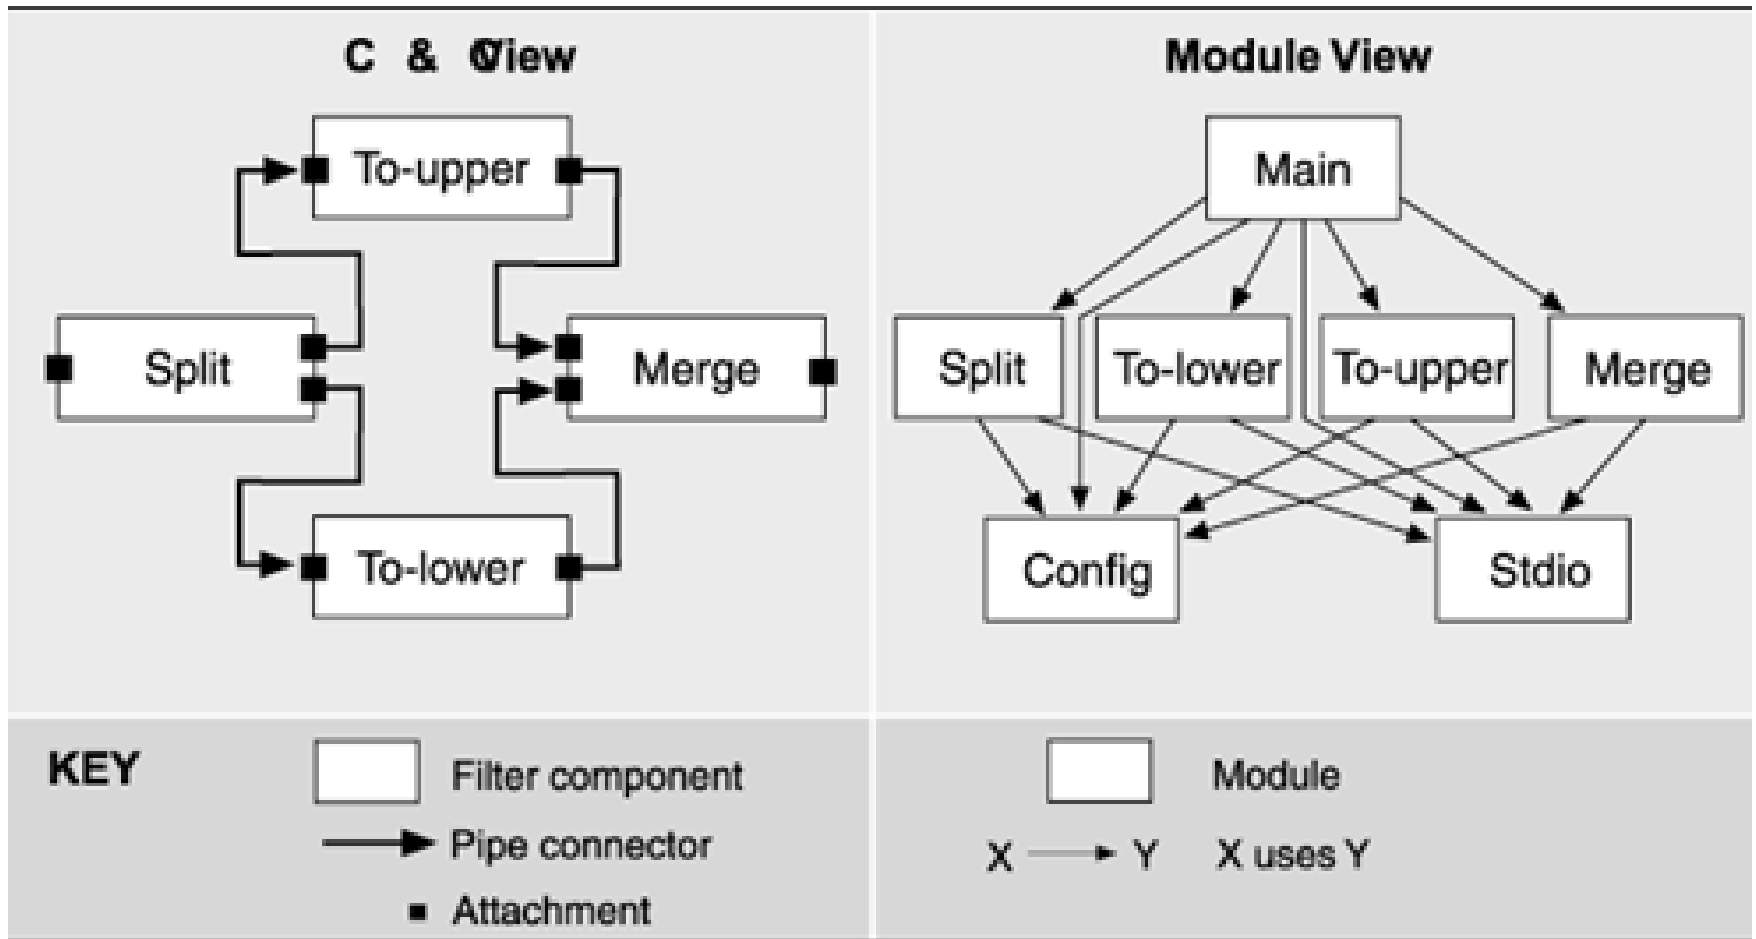 C & C View
To-upper
Split
Merge
To-lower
KEY
Filter component
Pipe connector
Attachment
Module View
Main
Split
To-lower
To-upper
Merge
Config
Stdio
Module
X Y X uses Y